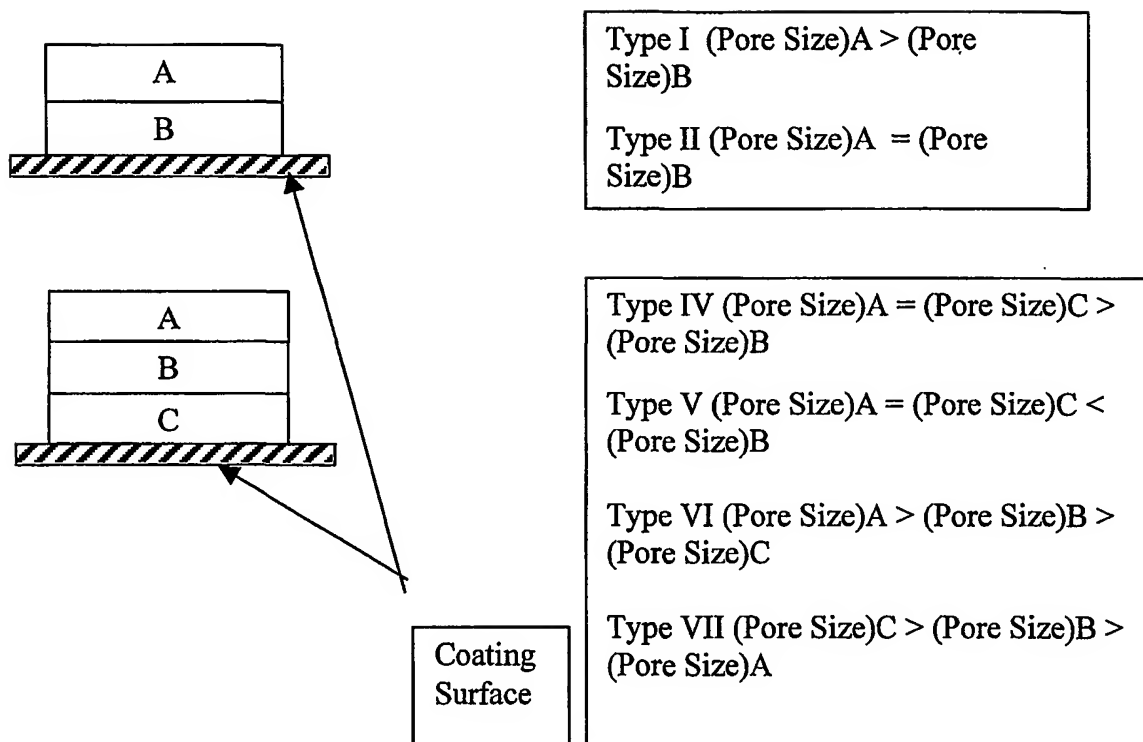 A
B
Type I (Pore Size)A > (Pore
Size)B
Type II (Pore Size)A = (Pore
Size)B
A
B
C
Type IV (Pore Size)A = (Pore Size)C >
(Pore Size)B
Type V (Pore Size)A = (Pore Size)C <
(Pore Size)B
Type VI (Pore Size)A > (Pore Size)B >
(Pore Size)C
Type VII (Pore Size)C > (Pore Size)B >
(Pore Size)A
Coating
Surface